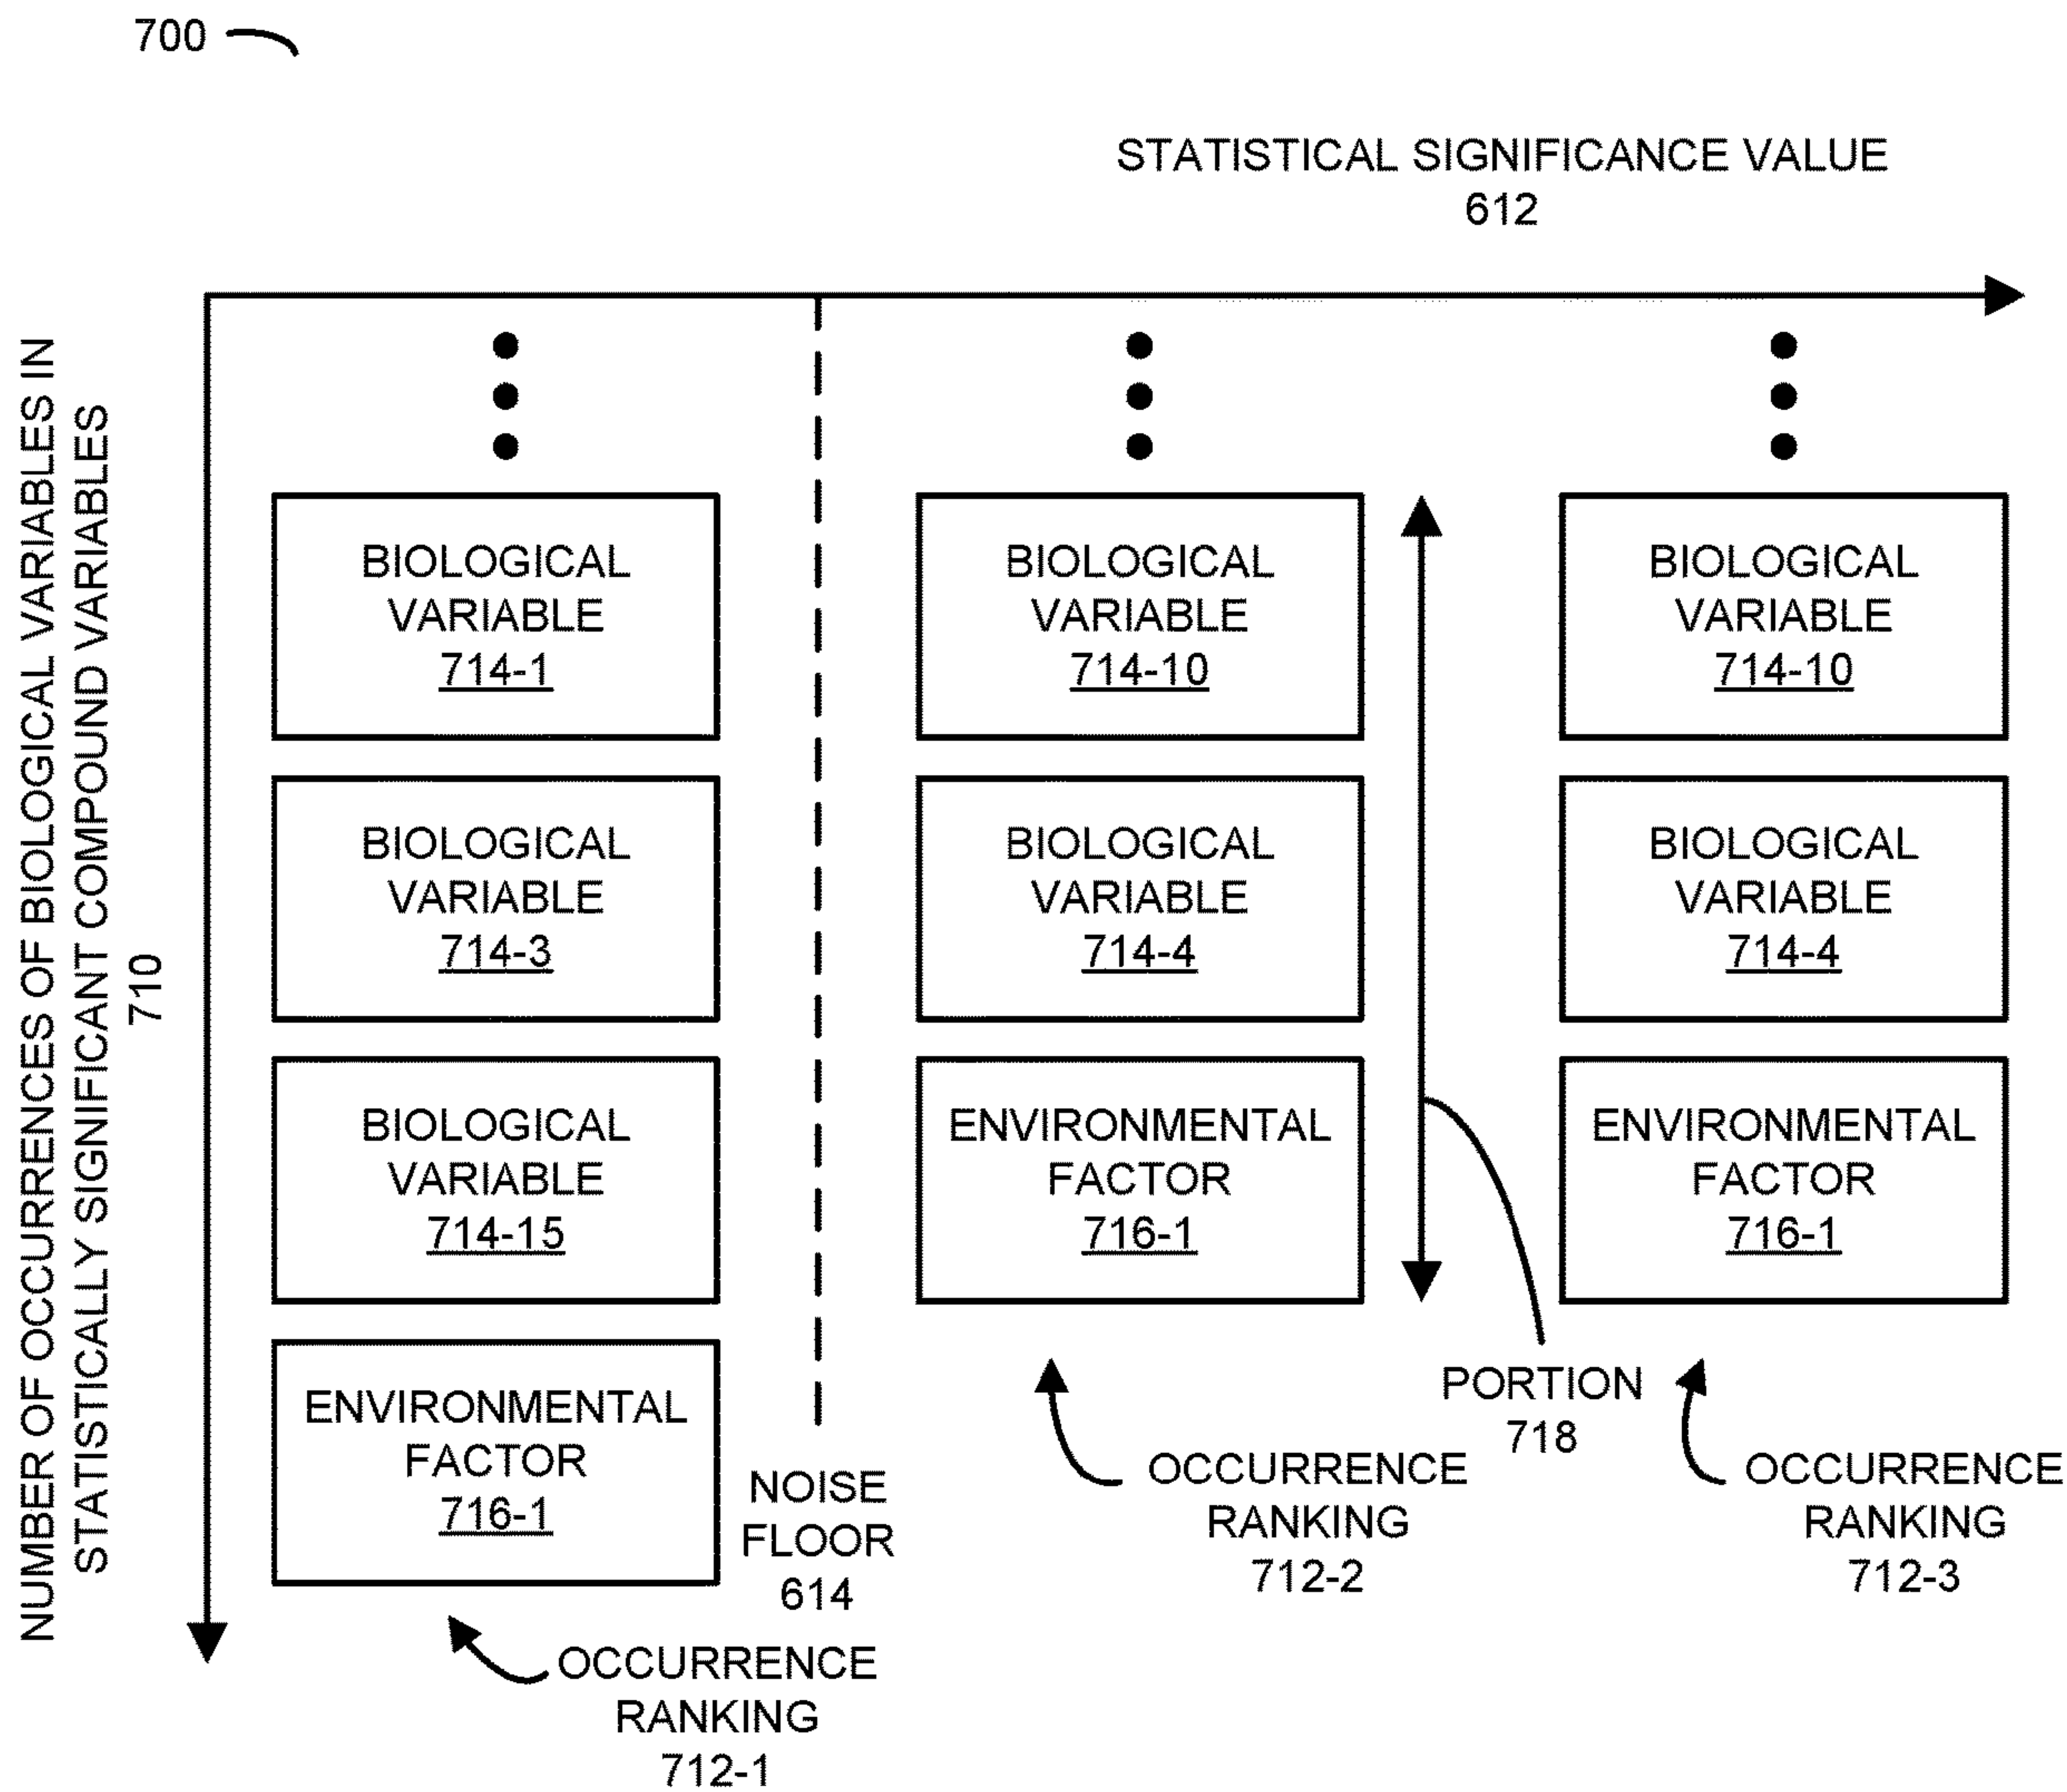 700
STATISTICAL SIGNIFICANCE VALUE
612
NUMBER OF OCCURRENCES OF BIOLOGICAL VARIABLES IN
STATISTICALLY SIGNIFICANT COMPOUND VARIABLES
710
BIOLOGICAL
VARIABLE
714-1
BIOLOGICAL
VARIABLE
714-10
BIOLOGICAL
VARIABLE
714-10
BIOLOGICAL
VARIABLE
714-3
BIOLOGICAL
VARIABLE
714-4
BIOLOGICAL
VARIABLE
714-4
BIOLOGICAL
VARIABLE
714-15
ENVIRONMENTAL
FACTOR
716-1
ENVIRONMENTAL
FACTOR
716-1
ENVIRONMENTAL
FACTOR
716-1
NOISE
FLOOR
614
PORTION
718
OCCURRENCE
RANKING
712-2
OCCURRENCE
RANKING
712-3
OCCURRENCE
RANKING
712-1